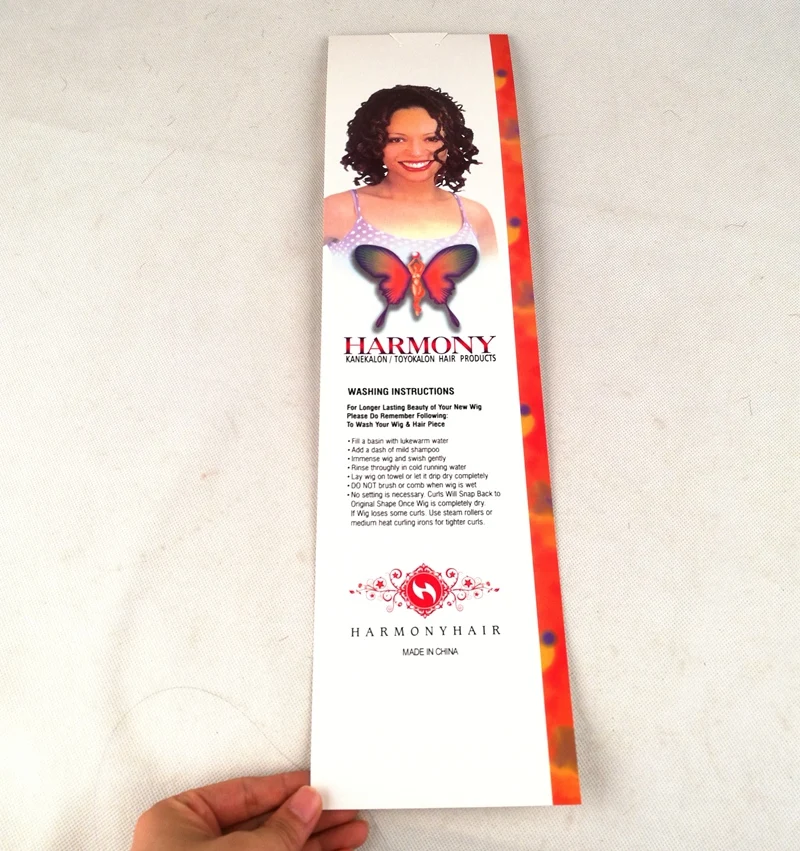 HARMONY
KANEKALON / TOYOKALON HAIR PRODUCTS
WASHING INSTRUCTIONS
For Longer Lasting Beauty of Your New Wig
Please Do Remember Following:
To Wash Your Wig & Hair Piece
• Fill a basin with lukewarm water
• Add a dash of mild shampoo
• Immense wig and swish gently
• Rinse throughly in cold running water
• Lay wig on towel or let it drip dry completely
• DO NOT brush or comb when wig is wet
• No setting is necessary. Curls Will Snap Back to
Original Shape Once Wig is completely dry.
If Wig loses some curls. Use steam rollers or
medium heat curling irons for tighter curls.
HARMONYHAIR
MADE IN CHINA